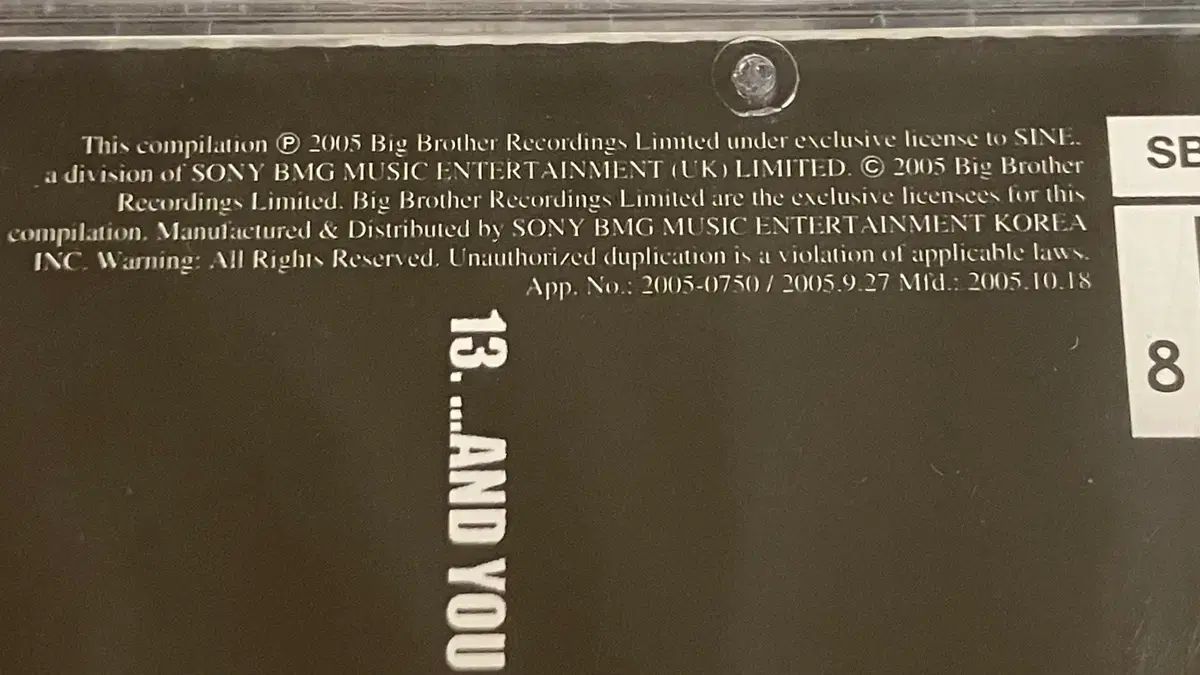 This compilation ℗ 2005 Big Brother Recordings Limited under exclusive license to SINE.
a division of SONY BMG MUSIC ENTERTAINMENT (UK) LIMITED. © 2005 Big Brother
Recordings Limited. Big Brother Recordings Limited are the exclusive licensees for this
compilation. Manufactured & Distributed by SONY BMG MUSIC ENTERTAINMENT KOREA
INC. Warning: All Rights Reserved. Unauthorized duplication is a violation of applicable laws.
App. No.: 2005-0750 / 2005.9.27 Mfd.: 2005.10.18
13. ...AND YOU
8